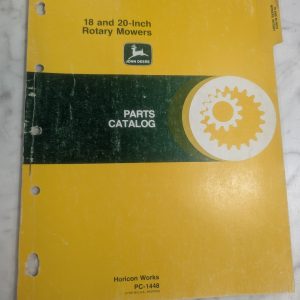 18 and 20-Inch
Rotary Mowers
JOHN DEERE
PARTS
CATALOG
Horicon Works
PC-1448